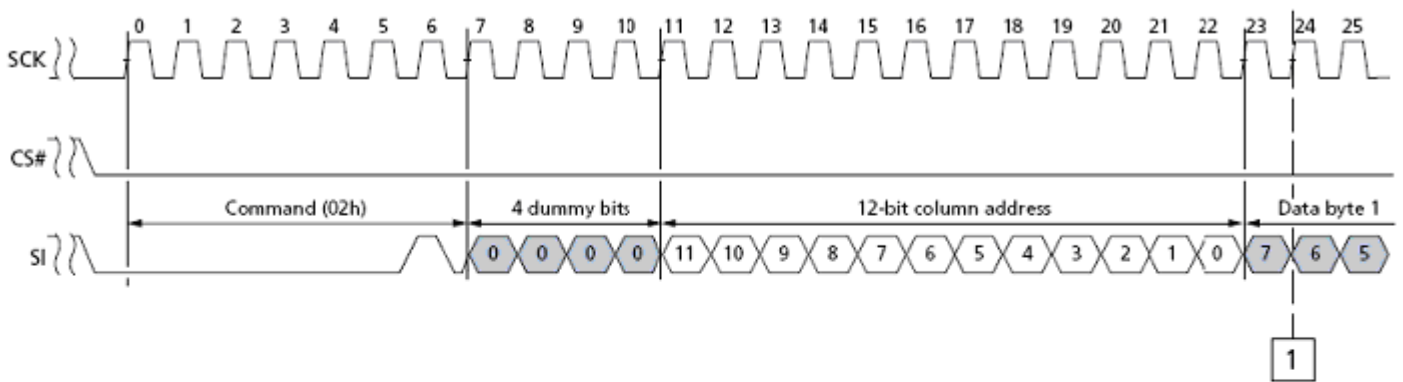 0 1 2 3 4 5 6 7 8 9 10 11 12 13 14 15 16 17 18 19 20 21 22 23 24 25
SCK
CS#
Command (02h) 4 dummy bits 12-bit column address Data byte 1
SI 0 0 0 0 11 10 9 8 7 6 5 4 3 2 1 0 7 6 5
1